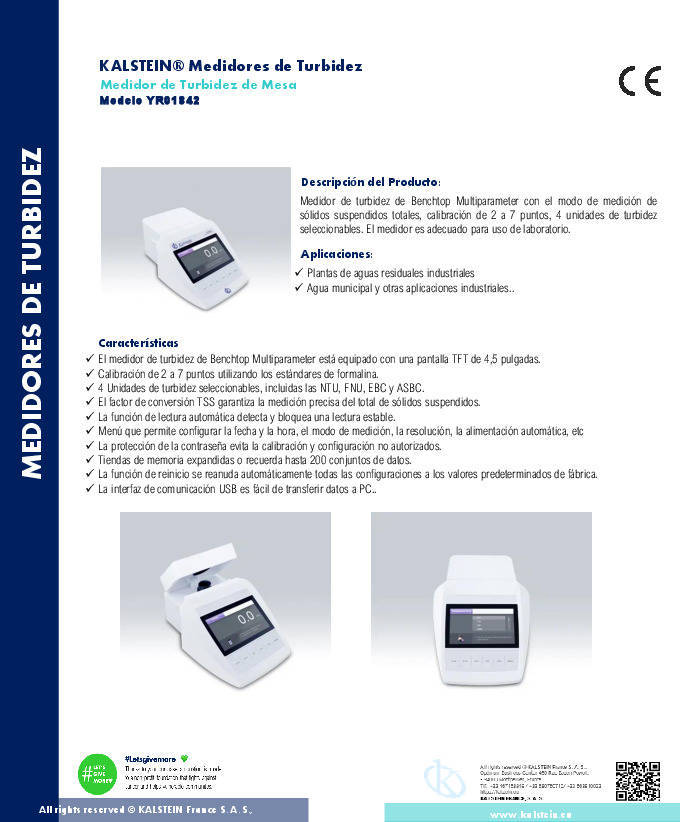 KALSTEIN® Medidores de Turbidez
Medidor de Turbidez de Mesa
Modelo YR01842
CE
MEDIDORES DE TURBIDEZ
Descripción del Producto:
Medidor de turbidez de Benchtop Multiparameter con el modo de medición de
sólidos suspendidos totales, calibración de 2 a 7 puntos, 4 unidades de turbidez
seleccionables. El medidor es adecuado para uso de laboratorio.
Aplicaciones:
✓ Plantas de aguas residuales industriales
✓ Agua municipal y otras aplicaciones industriales..
Características
✓ El medidor de turbidez de Benchtop Multiparameter está equipado con una pantalla TFT de 4,5 pulgadas.
✓ Calibración de 2 a 7 puntos utilizando los estándares de formalina.
✓ 4 Unidades de turbidez seleccionables, incluidas las NTU, FNU, EBC y ASBC.
✓ El factor de conversión TSS garantiza la medición precisa del total de sólidos suspendidos.
✓ La función de lectura automática detecta y bloquea una lectura estable.
✓ Menú que permite configurar la fecha y la hora, el modo de medición, la resolución, la alimentación automática, etc
✓ La protección de la contraseña evita la calibración y configuración no autorizados.
✓ Tiendas de memoria expandidas o recuerda hasta 200 conjuntos de datos.
✓ La función de reinicio se reanuda automáticamente todas las configuraciones a los valores predeterminados de fábrica.
✓ La interfaz de comunicación USB es fácil de transferir datos a PC..
0.0
0.0
#LET'S
GIVE
MORE
#Letsgivemore
All rights reserved © KALSTEIN France S. A. S.,
KALSTEIN FRANCE, S. A. S
All rights reserved © KALSTEIN France S. A. S.,
www.kalstein.eu